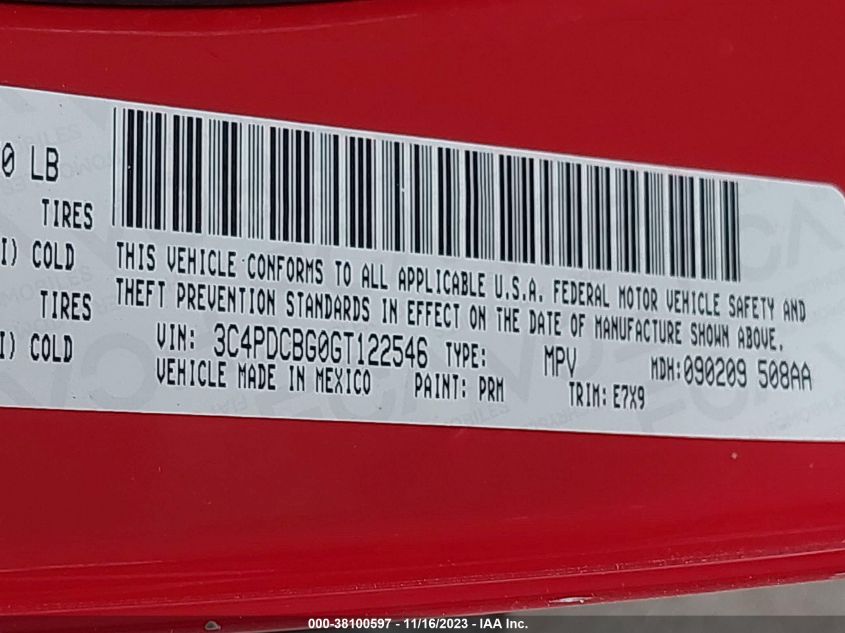 0 LB
TIRES
I) COLD
TIRES
I) COLD
THIS VEHICLE CONFORMS TO ALL APPLICABLE U.S.A. FEDERAL MOTOR VEHICLE SAFETY AND
THEFT PREVENTION STANDARDS IN EFFECT ON THE DATE OF MANUFACTURE SHOWN ABOVE.
VIN: 3C4PDCBG0GT122546 TYPE: MPV MDH:090209 508AA
VEHICLE MADE IN MEXICO PAINT: PRM TRIM: E7X9
000-38100597 - 11/16/2023 - IAA Inc.